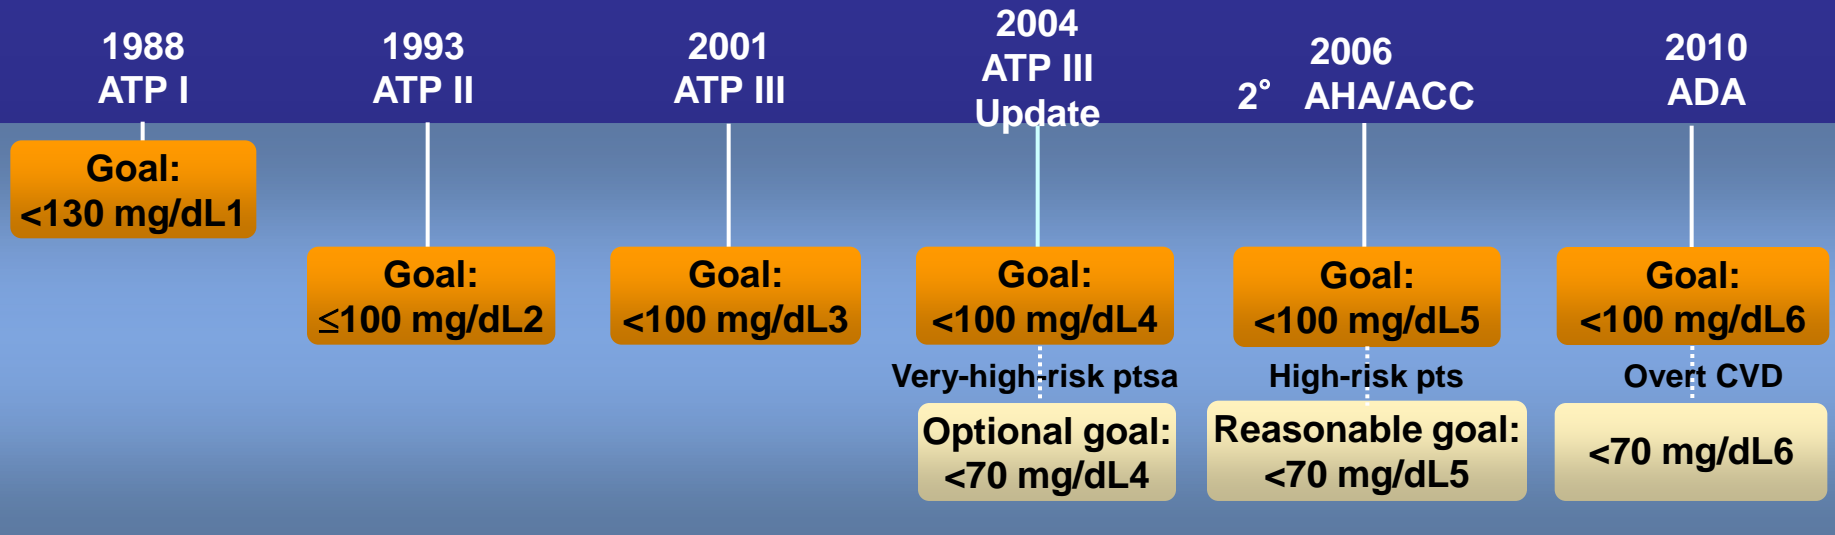 1988
ATP I
1993
ATP II
2001
ATP III
2004
ATP III
Update
2006
2° AHA/ACC
2010
ADA
Goal:
<130 mg/dL1
Goal:
≤100 mg/dL2
Goal:
<100 mg/dL3
Goal:
<100 mg/dL4
Goal:
<100 mg/dL5
Goal:
<100 mg/dL6
Very-high-risk ptsa
High-risk pts
Overt CVD
Optional goal:
<70 mg/dL4
Reasonable goal:
<70 mg/dL5
<70 mg/dL6